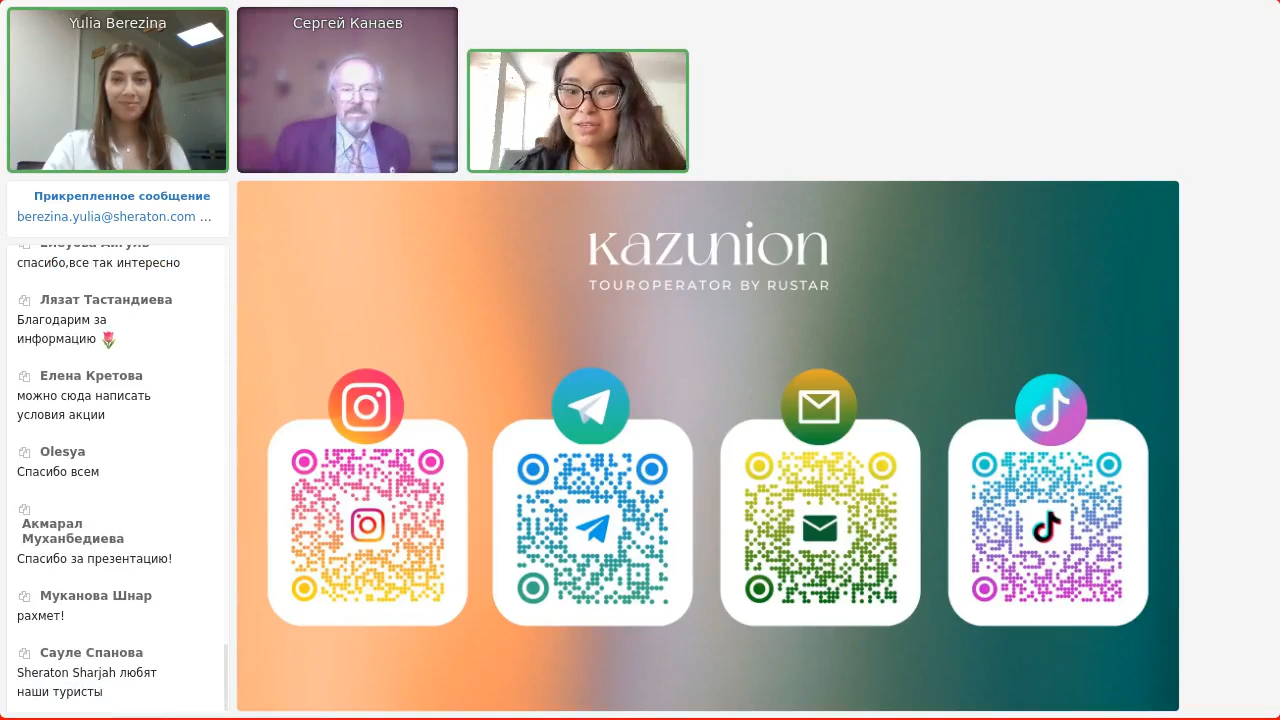 Yulia Berezina
Сергей Канаев
Прикрепленное сообщение
berezina.yulia@sheraton.com ...
спасибо,все так интересно
Лязат Тастандиева
Благодарим за
информацию
Елена Кретова
можно сюда написать
условия акции
Olesya
Спасибо всем
Акмарал
Муханбедиева
Спасибо за презентацию!
Муканова Шнар
рахмет!
Сауле Спанова
Sheraton Sharjah любят
наши туристы
kazunion
TOUROPERATOR BY RUSTAR